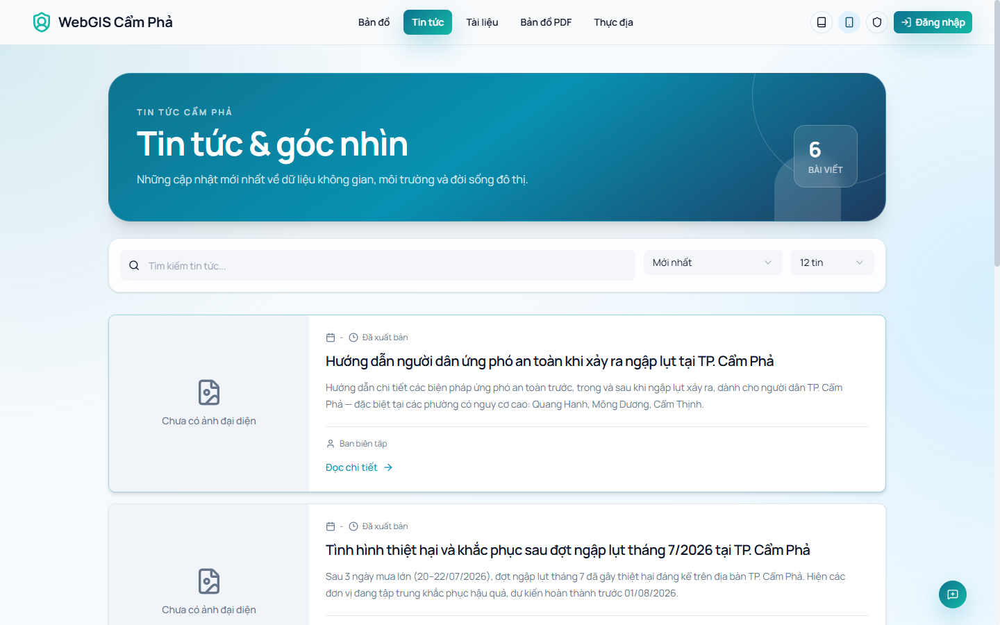 WebGIS Cẩm Phả
Bản đồ
Tin tức
Tài liệu
Bản đồ PDF
Thực địa
Đăng nhập
TIN TỨC CẨM PHẢ
Tin tức & góc nhìn
Những cập nhật mới nhất về dữ liệu không gian, môi trường và đời sống đô thị.
6
BÀI VIẾT
Tìm kiếm tin tức...
Mới nhất
12 tin
Chưa có ảnh đại diện
- Đã xuất bản
Hướng dẫn người dân ứng phó an toàn khi xảy ra ngập lụt tại TP. Cẩm Phả
Hướng dẫn chi tiết các biện pháp ứng phó an toàn trước, trong và sau khi ngập lụt xảy ra, dành cho người dân TP. Cẩm
Phả — đặc biệt tại các phường có nguy cơ cao: Quang Hanh, Mông Dương, Cẩm Thịnh.
Ban biên tập
Đọc chi tiết
Chưa có ảnh đại diện
- Đã xuất bản
Tình hình thiệt hại và khắc phục sau đợt ngập lụt tháng 7/2026 tại TP. Cẩm Phả
Sau 3 ngày mưa lớn (20–22/07/2026), đợt ngập lụt tháng 7 đã gây thiệt hại đáng kể trên địa bàn TP. Cẩm Phả. Hiện các
đơn vị đang tập trung khắc phục hậu quả, dự kiến hoàn thành trước 01/08/2026.